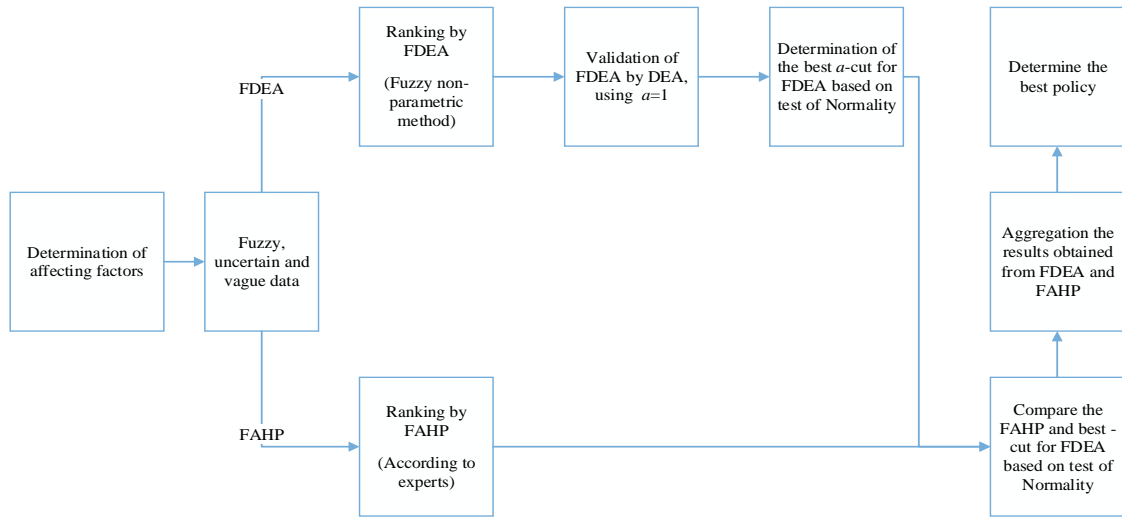 Determination of
affecting factors
Fuzzy,
uncertain and
vague data
FDEA
Ranking by
FDEA
(Fuzzy non-
parametric
method)
Validation of
FDEA by DEA,
using a=1
Determination of
the best a-cut for
FDEA based on
test of Normality
FAHP
Ranking by
FAHP
(According to
experts)
Compare the
FAHP and best -
cut for FDEA
based on test of
Normality
Aggregation the
results obtained
from FDEA and
FAHP
Determine the
best policy